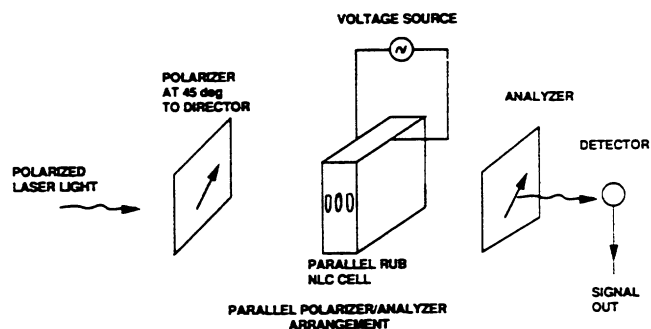 VOLTAGE SOURCE
POLARIZER
AT 45 deg
TO DIRECTOR
ANALYZER
DETECTOR
POLARIZED
LASER LIGHT
PARALLEL RUB
NLC CELL
SIGNAL
OUT
PARALLEL POLARIZER/ANALYZER
ARRANGEMENT